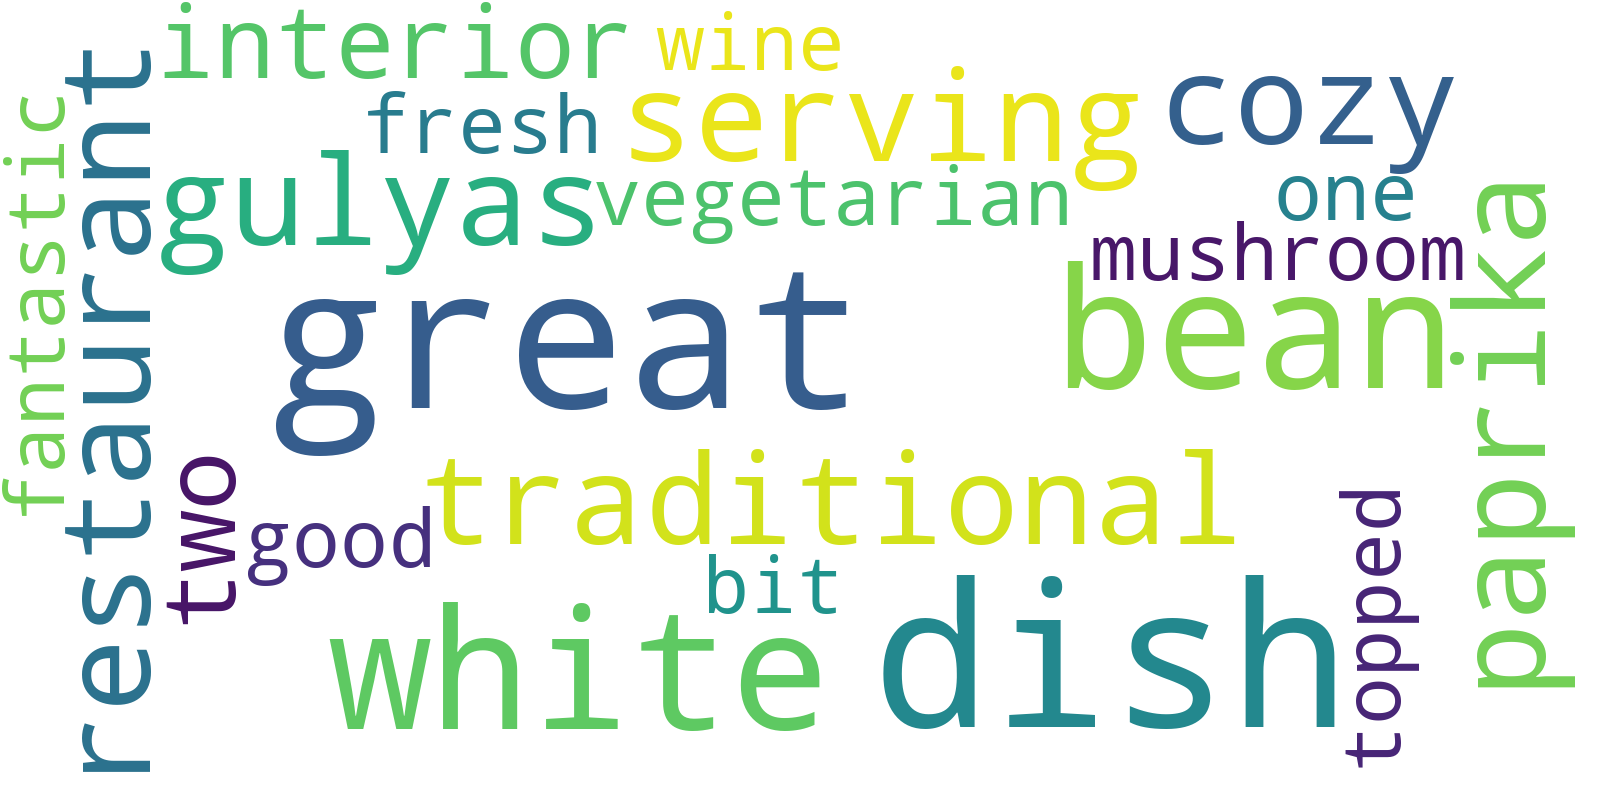 interior
wine
fresh
serving
cozy
gulyas
vegetarian
one
mushroom
fantastic
restaurant
great
bean
paprika
two
good
traditional
bit
white
dish
topped